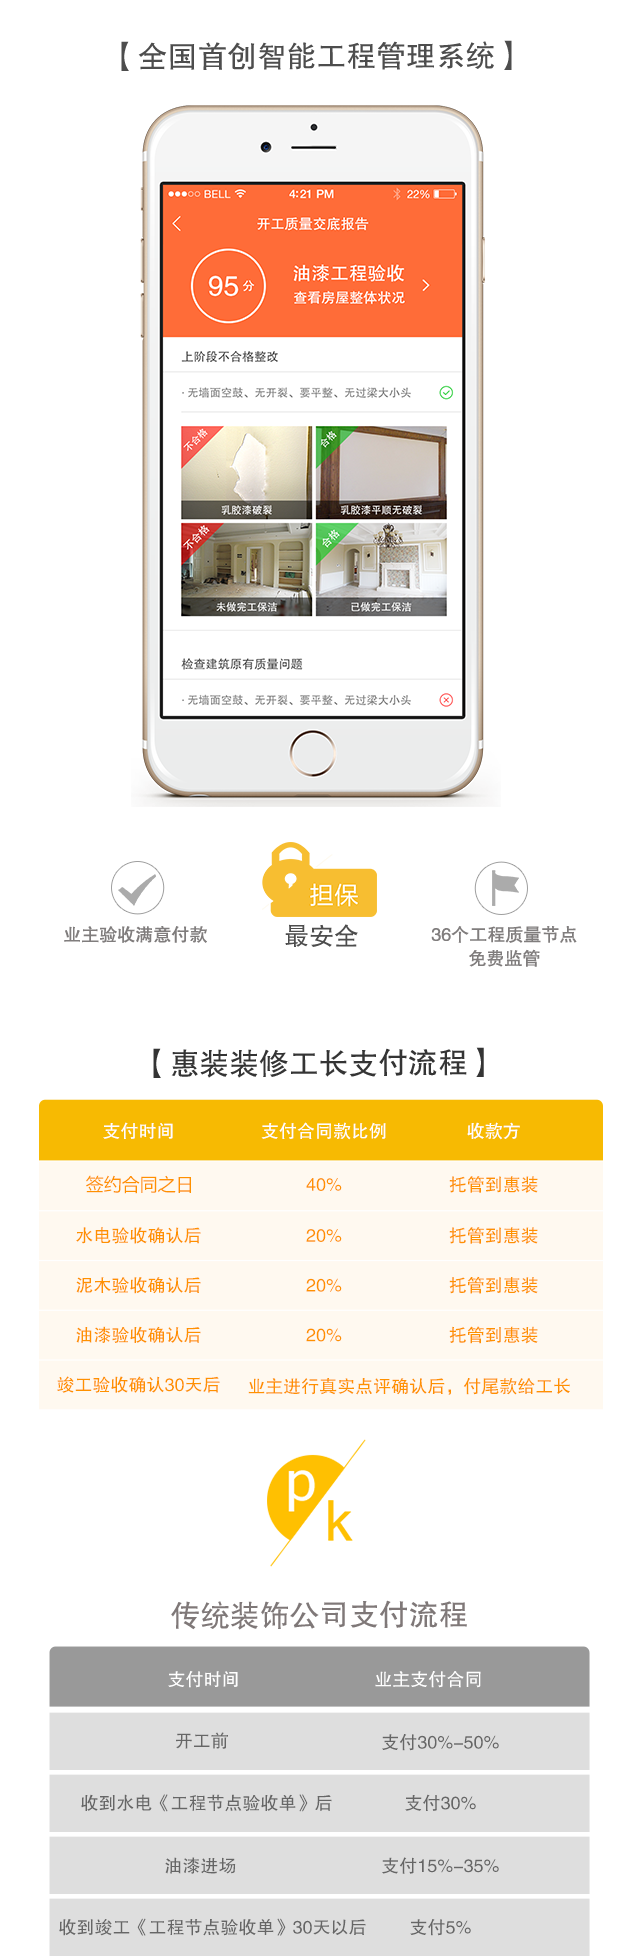 【全国首创智能工程管理系统】
BELL 4:21 PM 22%
开工质量交底报告
95分
油漆工程验收
查看房屋整体状况
上阶段不合格整改
· 无墙面空鼓、无开裂、要平整、无过梁大小头
不合格 合格
乳胶漆破裂 乳胶漆平顺无破裂
不合格 合格
未做完工保洁 已做完工保洁
检查建筑原有质量问题
· 无墙面空鼓、无开裂、要平整、无过梁大小头
担保
业主验收满意付款 最安全 36个工程质量节点
免费监管
【惠装装修工长支付流程】
支付时间 支付合同款比例 收款方
签约合同之日 40% 托管到惠装
水电验收确认后 20% 托管到惠装
泥木验收确认后 20% 托管到惠装
油漆验收确认后 20% 托管到惠装
竣工验收确认30天后 业主进行真实点评确认后，付尾款给工长
p
k
传统装饰公司支付流程
支付时间 业主支付合同
开工前 支付30%-50%
收到水电《工程节点验收单》后 支付30%
油漆进场 支付15%-35%
收到竣工《工程节点验收单》30天以后 支付5%